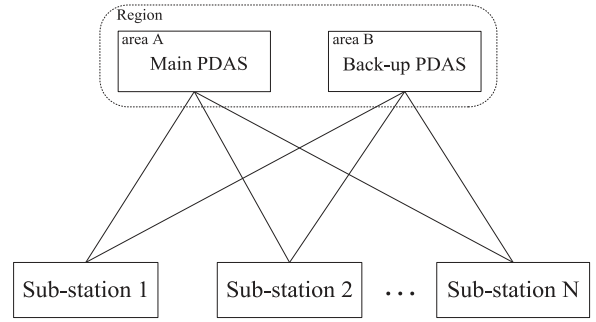 Region
area A
Main PDAS
area B
Back-up PDAS
Sub-station 1
Sub-station 2
...
Sub-station N